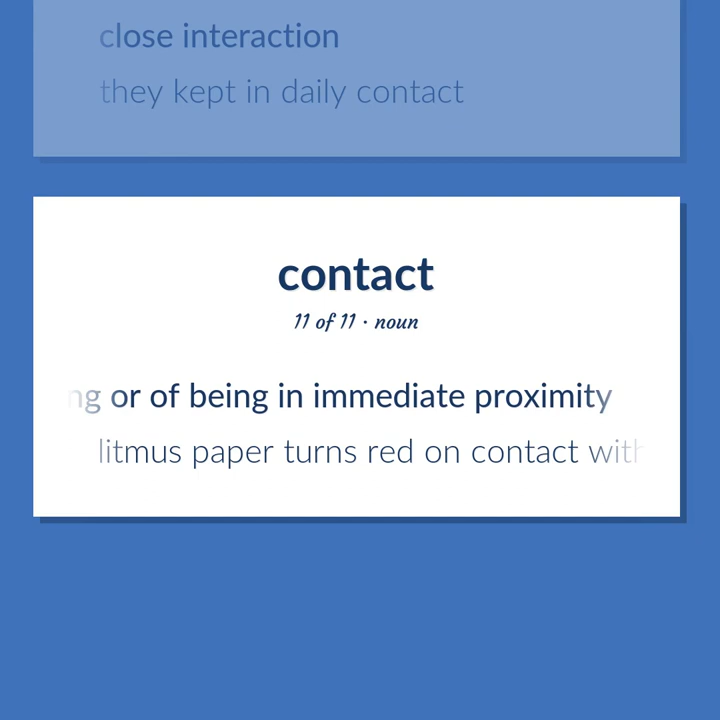 close interaction
they kept in daily contact
contact
11 of 11 · noun
or of being in immediate proximity
litmus paper turns red on contact with